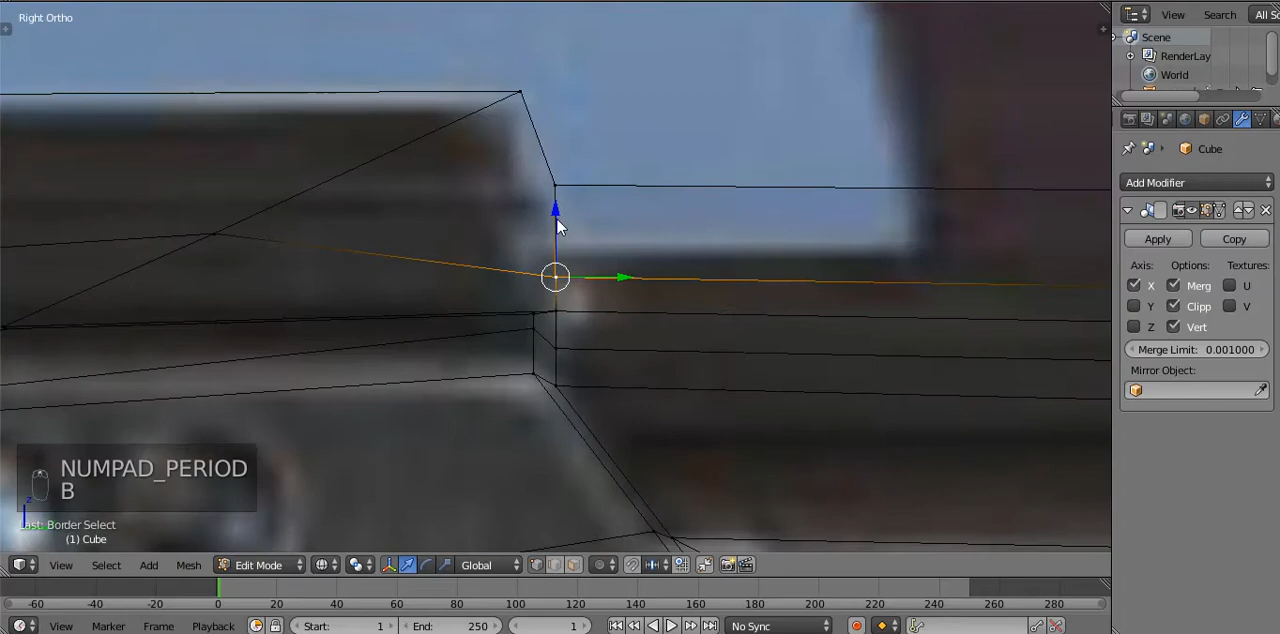 Right Ortho
View Search All Sc
Scene
RenderLay
World
Cube
Add Modifier
Apply Copy
Axis: Options: Textures:
X Merg U
Y Clipp V
Z Vert
Merge Limit: 0.001000
Mirror Object:
NUMPAD_PERIOD
B
z
Last: Border Select
(1) Cube
View Select Add Mesh Edit Mode Global
-60 -40 -20 0 20 40 60 80 100 120 140 160 180 200 220 240 260 280
View Marker Frame Playback Start: 1 End: 250 1 No Sync